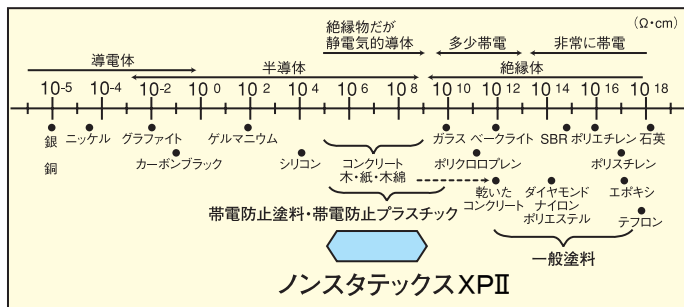 (Ω・cm)
絶縁物だが
静電気的導体
多少帯電
非常に帯電
導電体
半導体
絶縁体
10-5 10-4 10-2 10 0 10 2 10 4 10 6 10 8 10 10 10 12 10 14 10 16 10 18
銀
銅
ニッケル
グラファイト
カーボンブラック
ゲルマニウム
シリコン
コンクリート
木・紙・木綿
ガラス
ポリクロロプレン
ベークライト
乾いた
コンクリート
SBR
ダイヤモンド
ナイロン
ポリエステル
ポリエチレン
ポリスチレン
エポキシ
テフロン
石英
帯電防止塗料・帯電防止プラスチック
一般塗料
ノンスタテックスXPⅡ